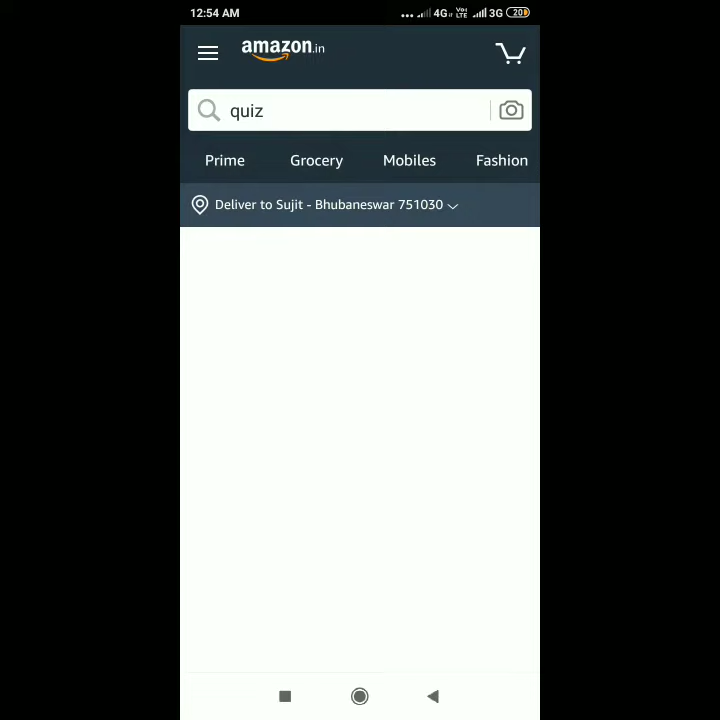 12:54 AM 4G Vo LTE 3G 20
amazon.in
quiz
Prime Grocery Mobiles Fashion
Deliver to Sujit - Bhubaneswar 751030